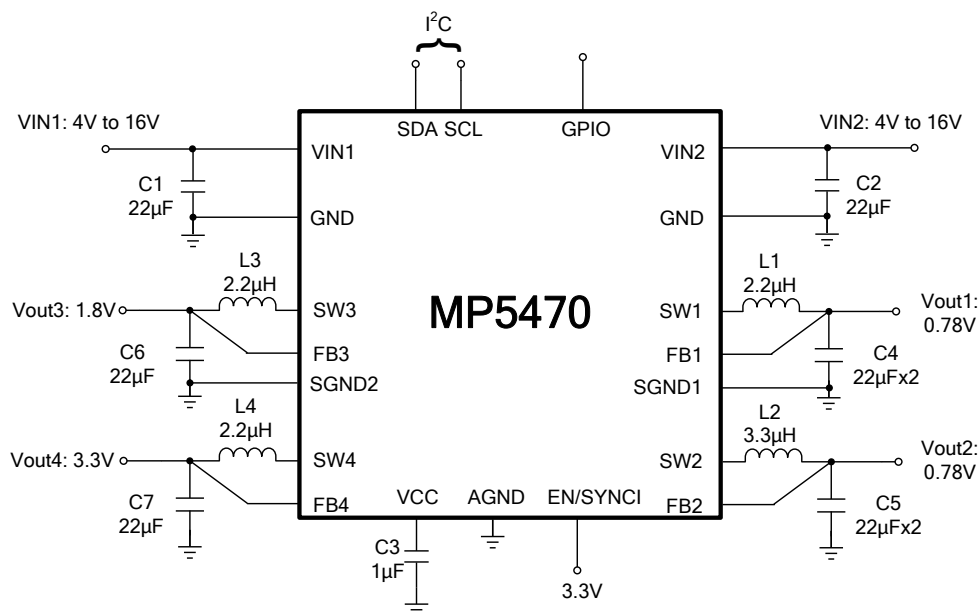 I²C
VIN1: 4V to 16V
SDA SCL
GPIO
VIN2: 4V to 16V
VIN1
VIN2
C1
22µF
C2
22µF
GND
GND
L3
2.2µH
L1
2.2µH
Vout3: 1.8V
SW3
MP5470
SW1
Vout1:
0.78V
C6
22µF
FB3
FB1
C4
22µFx2
SGND2
SGND1
L4
2.2µH
L2
3.3µH
Vout4: 3.3V
SW4
SW2
Vout2:
0.78V
C7
22µF
FB4
VCC
AGND
EN/SYNCI
FB2
C5
22µFx2
C3
1µF
3.3V